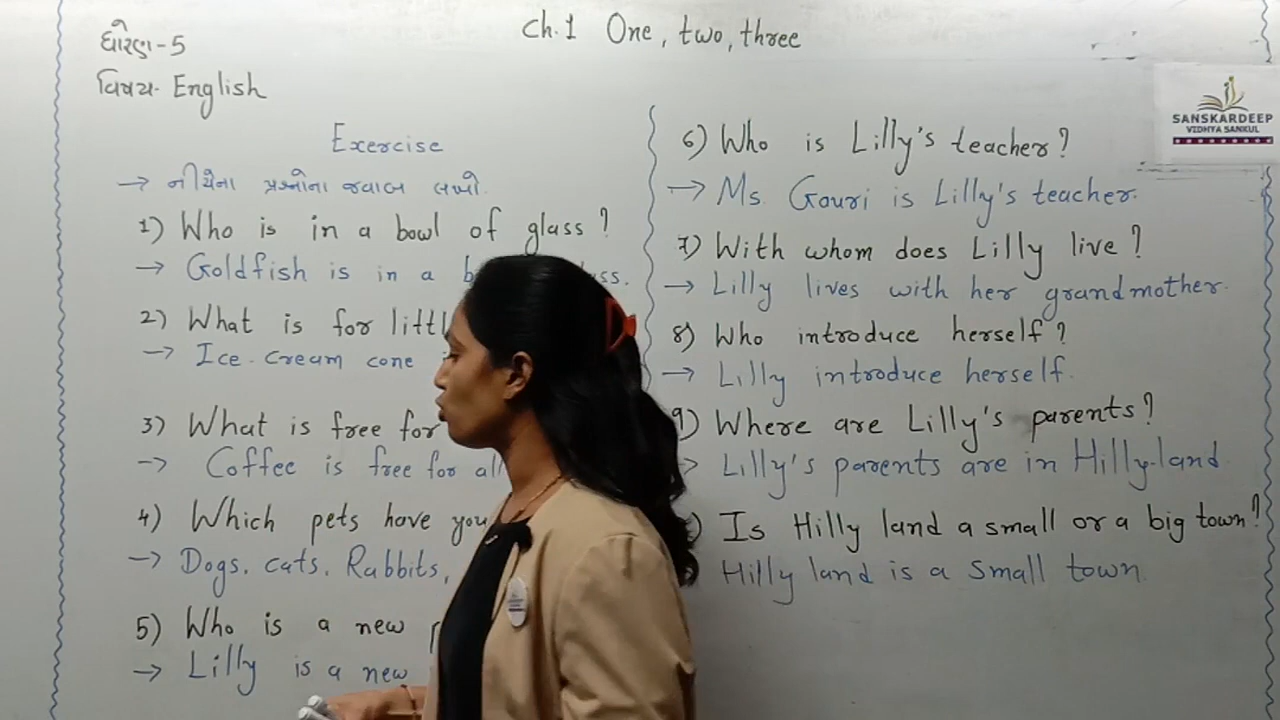 ધોરણ-5
Ch.1 One, two, three
વિષય- English
SANSKARDEEP
VIDHYA SANKUL
Exercise
→ નીચેના પ્રશ્નોના જવાબ લખો.
1) Who is in a bowl of glass?
→ Goldfish is in a
2) What is for
→ Ice-cream cone
3) What is free for
→ Coffee is free for all
4) Which pets have you
→ Dogs, cats, Rabbits,
5) Who is a new
→ Lilly is a new
6) Who is Lilly's teacher?
→ Ms. Gouri is Lilly's teacher.
7) With whom does Lilly live?
→ Lilly lives with her grandmother.
8) Who introduce herself?
→ Lilly introduce herself.
9) Where are Lilly's parents?
→ Lilly's parents are in Hilly-land
) Is Hilly land a small or a big town?
Hilly land is a small town.